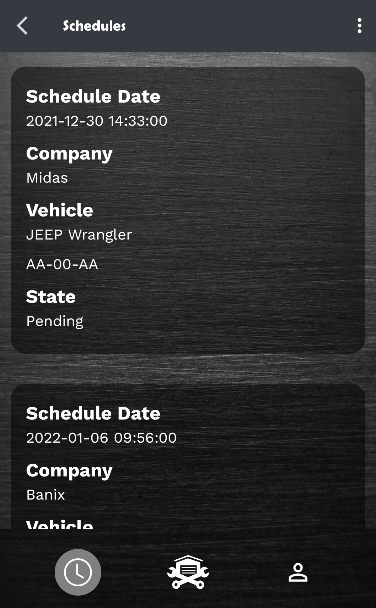 Schedules
Schedule Date
2021-12-30 14:33:00
Company
Midas
Vehicle
JEEP Wrangler
AA-00-AA
State
Pending
Schedule Date
2022-01-06 09:56:00
Company
Banix
Vehicle